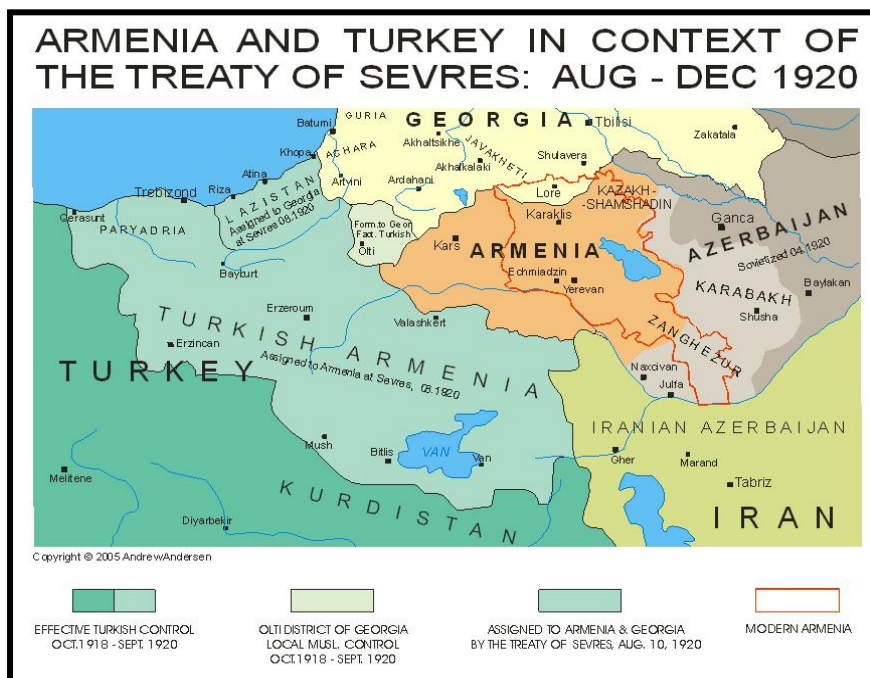 ARMENIA AND TURKEY IN CONTEXT OF
THE TREATY OF SEVRES: AUG - DEC 1920
GURIA
GEORGIA
Batumi
Tbilisi
Akhaltsikhe
Zakatala
JAVAKHETI
Khopa
ACHARA
Akhalkalaki
Shulavera
Atina
Artvini
Ardahani
Lore
KAZAKH-
-SHAMSHADIN
Trebizond
Riza
LAZISTAN
Assigned to Georgia
at Sevres 08.1920
Cerasunt
PARYADRIA
Form.to Geor
Fact. Turkish
Olti
Karaklis
Ganca
Kars
ARMENIA
AZERBAIJAN
Sovietized 04.1920
Bayburt
Echmiadzin
Yerevan
KARABAKH
Baylakan
Erzeroum
Valashkert
Shusha
TURKISH ARMENIA
Assigned to Armenia at Sevres, 08.1920
Erzincan
ZANGHEZUR
TURKEY
Naxcivan
Julfa
IRANIAN AZERBAIJAN
Mush
Bitlis
VAN
Van
Gher
Marand
Melitene
Tabriz
KURDISTAN
IRAN
Diyarbekir
Copyright © 2005 AndrewAndersen
EFFECTIVE TURKISH CONTROL
OCT.1918 - SEPT. 1920
OLTI DISTRICT OF GEORGIA
LOCAL MUSL. CONTROL
OCT.1918 - SEPT. 1920
ASSIGNED TO ARMENIA & GEORGIA
BY THE TREATY OF SEVRES, AUG. 10, 1920
MODERN ARMENIA